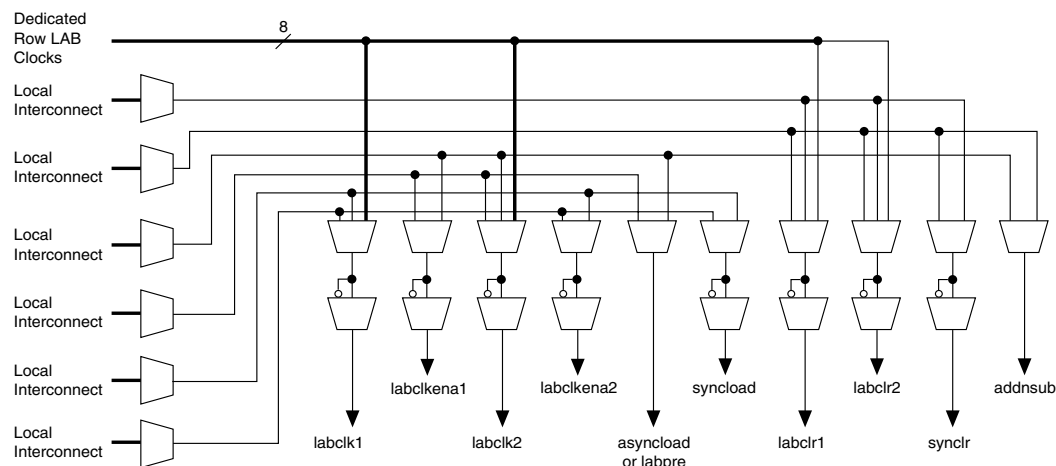 Dedicated
Row LAB
Clocks
8
Local
Interconnect
Local
Interconnect
Local
Interconnect
Local
Interconnect
Local
Interconnect
Local
Interconnect
labclkena1
labclkena2
syncload
labclr2
addnsub
labclk1
labclk2
asyncload
or labpre
labclr1
synclr